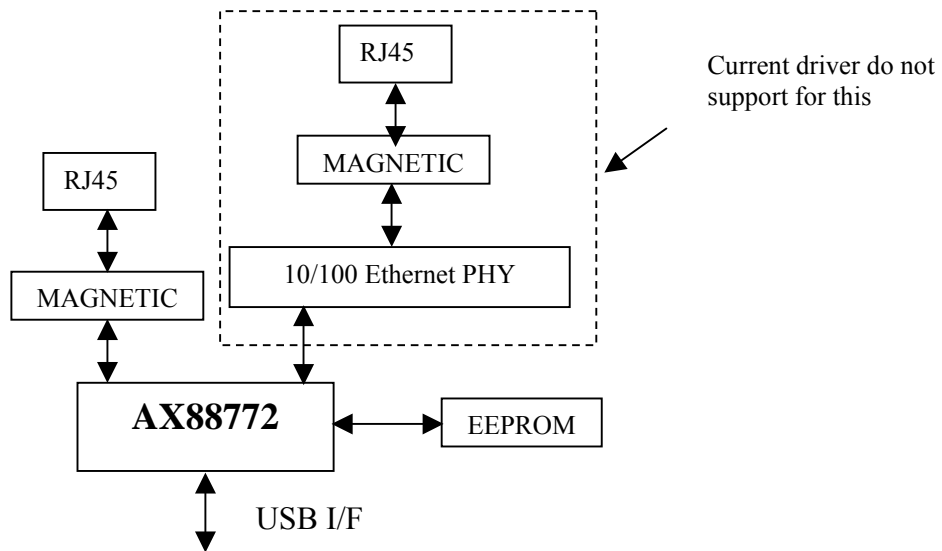 RJ45
Current driver do not
support for this
MAGNETIC
RJ45
10/100 Ethernet PHY
MAGNETIC
AX88772
EEPROM
USB I/F